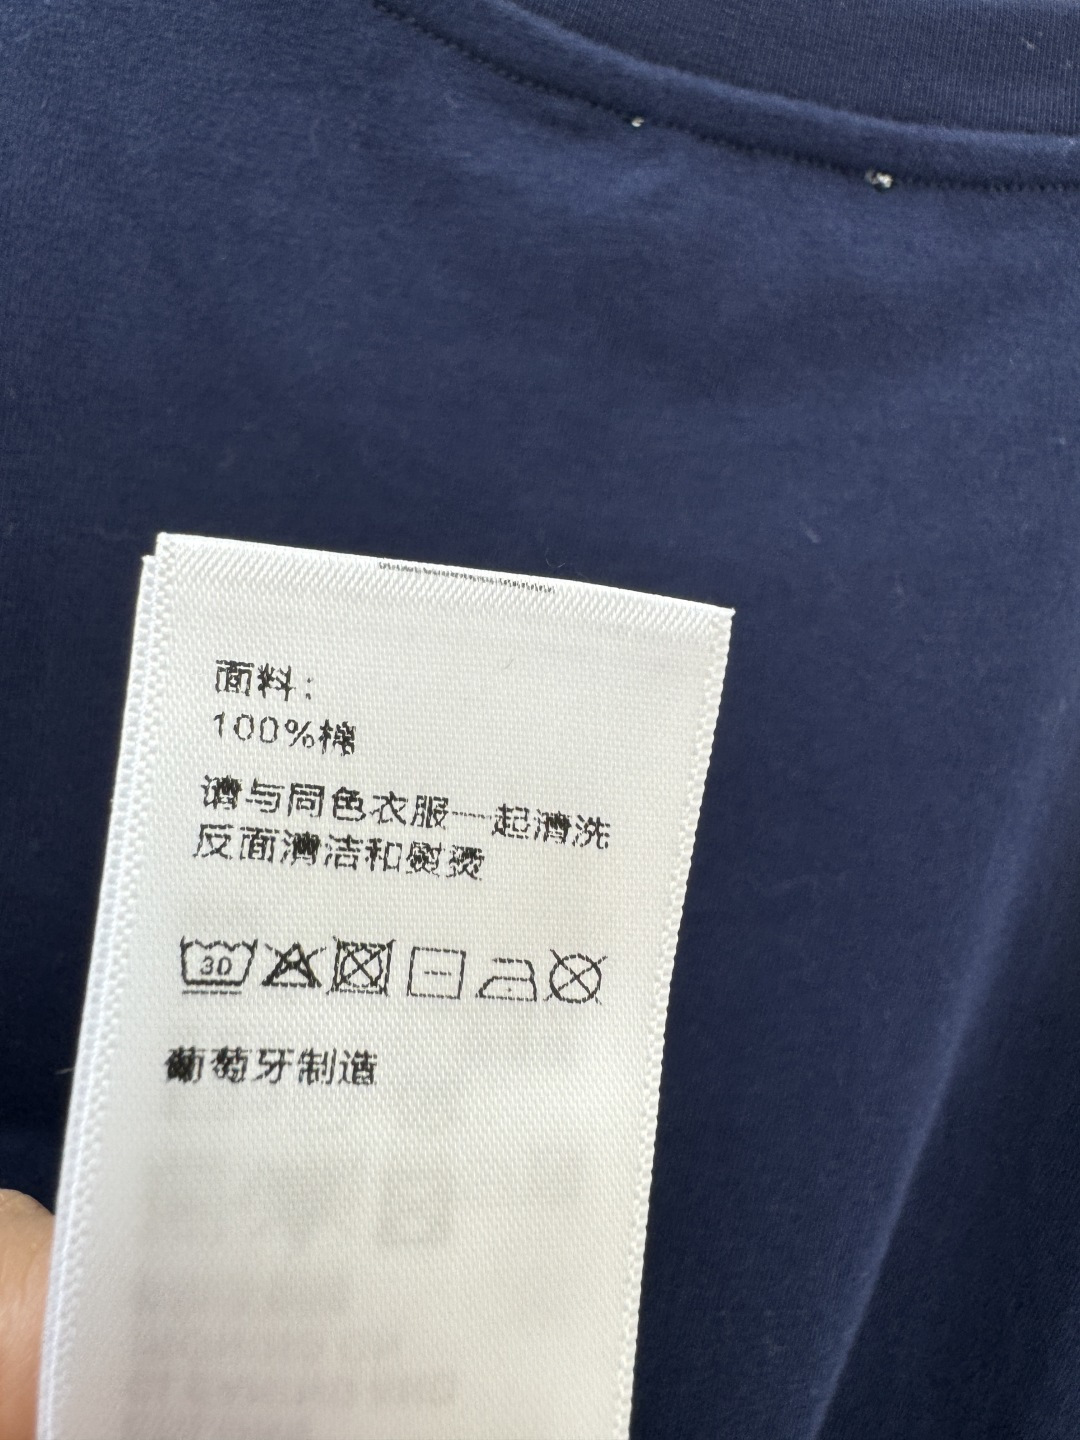 面料:
100%棉
请与同色衣服一起清洗
反面清洁和熨烫
30
葡萄牙制造